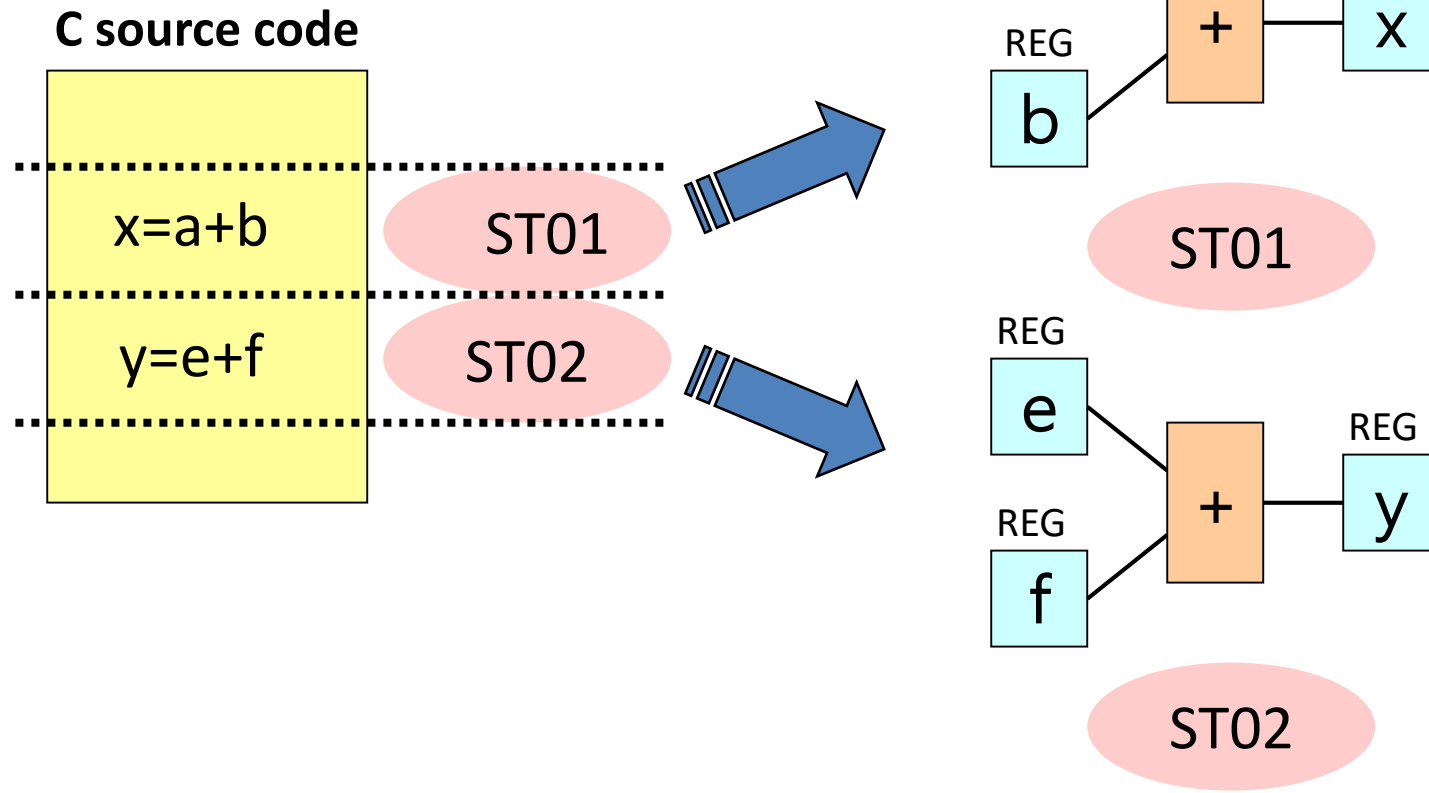 C source code
x=a+b
ST01
y=e+f
ST02
+
x
REG
b
ST01
REG
e
+
REG
y
REG
f
ST02